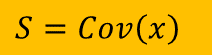 S = Cov(x)